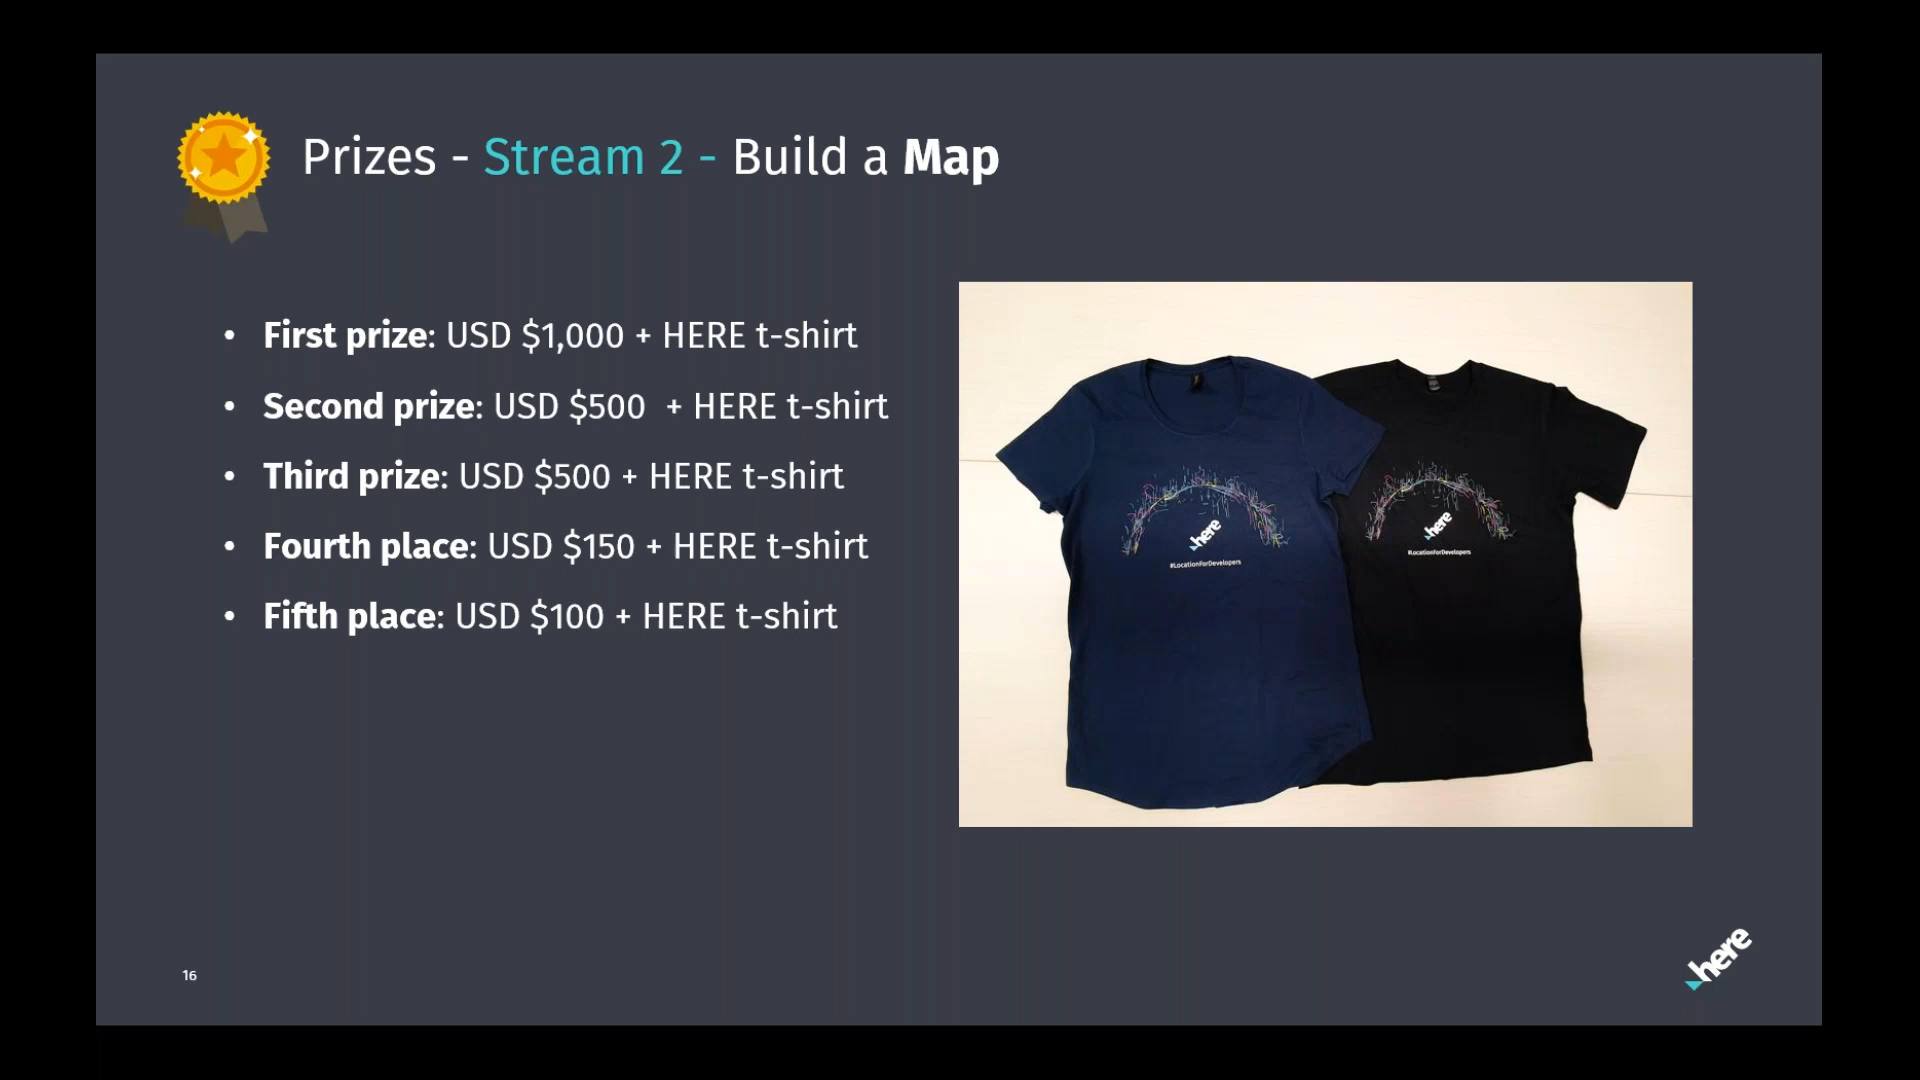 Prizes - Stream 2 - Build a Map
• First prize: USD $1,000 + HERE t-shirt
• Second prize: USD $500  + HERE t-shirt
• Third prize: USD $500 + HERE t-shirt
• Fourth place: USD $150 + HERE t-shirt
• Fifth place: USD $100 + HERE t-shirt
here
#LocationForDevelopers
here
#LocationForDevelopers
16
here